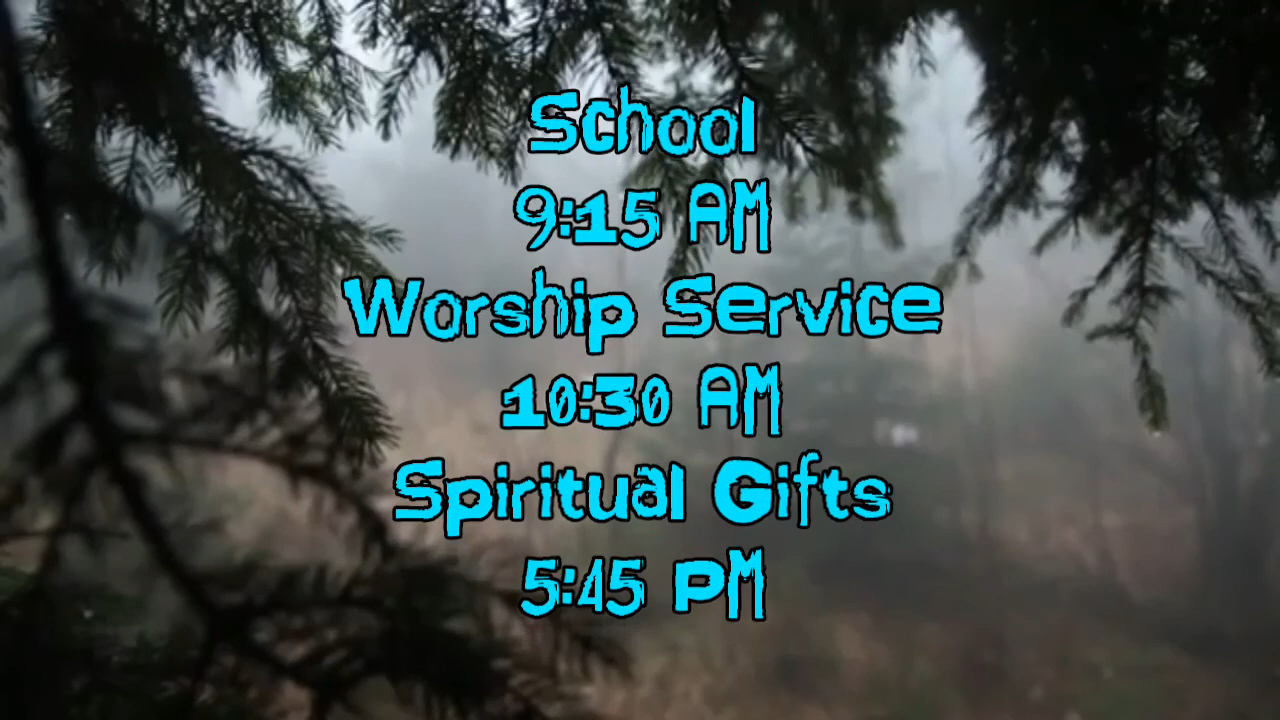 School
9:15 AM
Worship Service
10:30 AM
Spiritual Gifts
5:45 PM